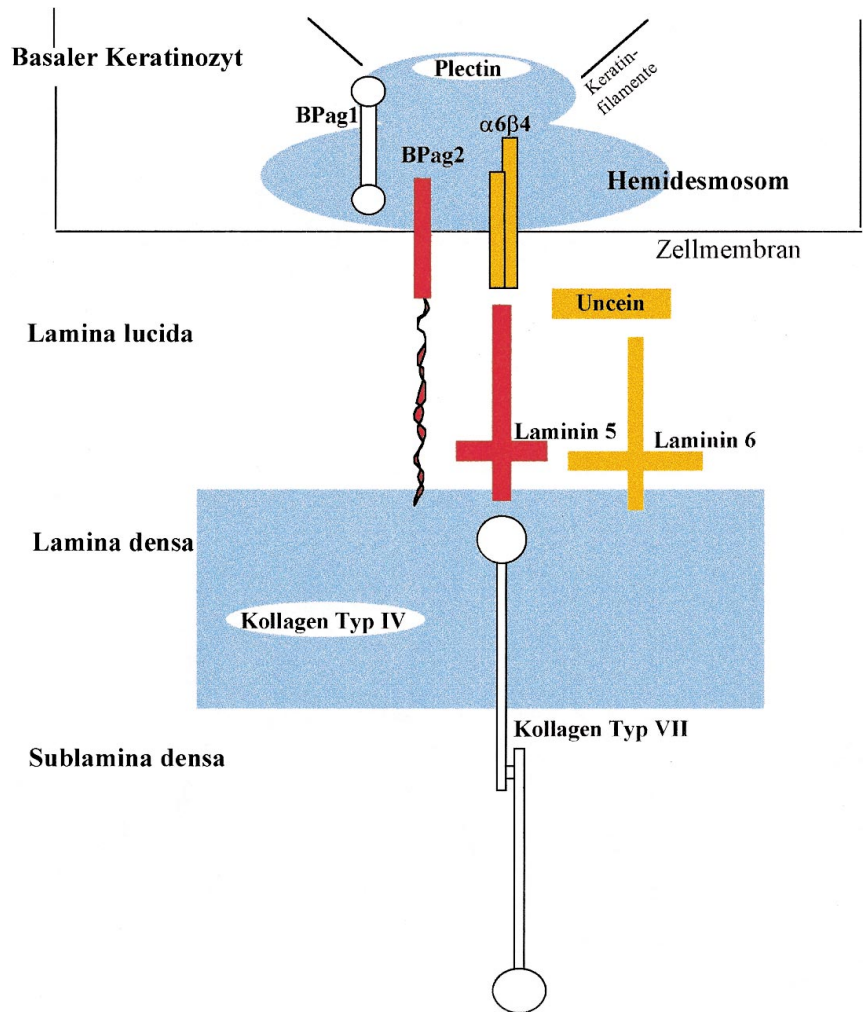 Basaler Keratinozyt
Plectin
Keratin-
filamente
BPag1
α6β4
BPag2
Hemidesmosom
Zellmembran
Uncein
Lamina lucida
Laminin 5
Laminin 6
Lamina densa
Kollagen Typ IV
Kollagen Typ VII
Sublamina densa